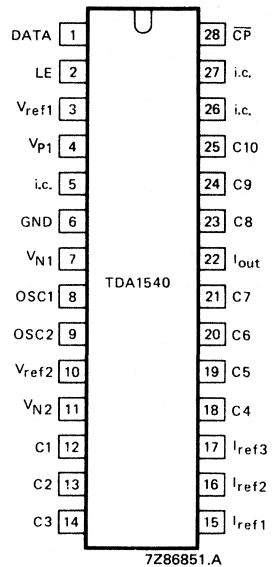 DATA 1 28 C̅P̅
LE 2 27 i.c.
Vref1 3 26 i.c.
VP1 4 25 C10
i.c. 5 24 C9
GND 6 23 C8
VN1 7 22 Iout
TDA1540
OSC1 8 21 C7
OSC2 9 20 C6
Vref2 10 19 C5
VN2 11 18 C4
C1 12 17 Iref3
C2 13 16 Iref2
C3 14 15 Iref1
7Z86851.A